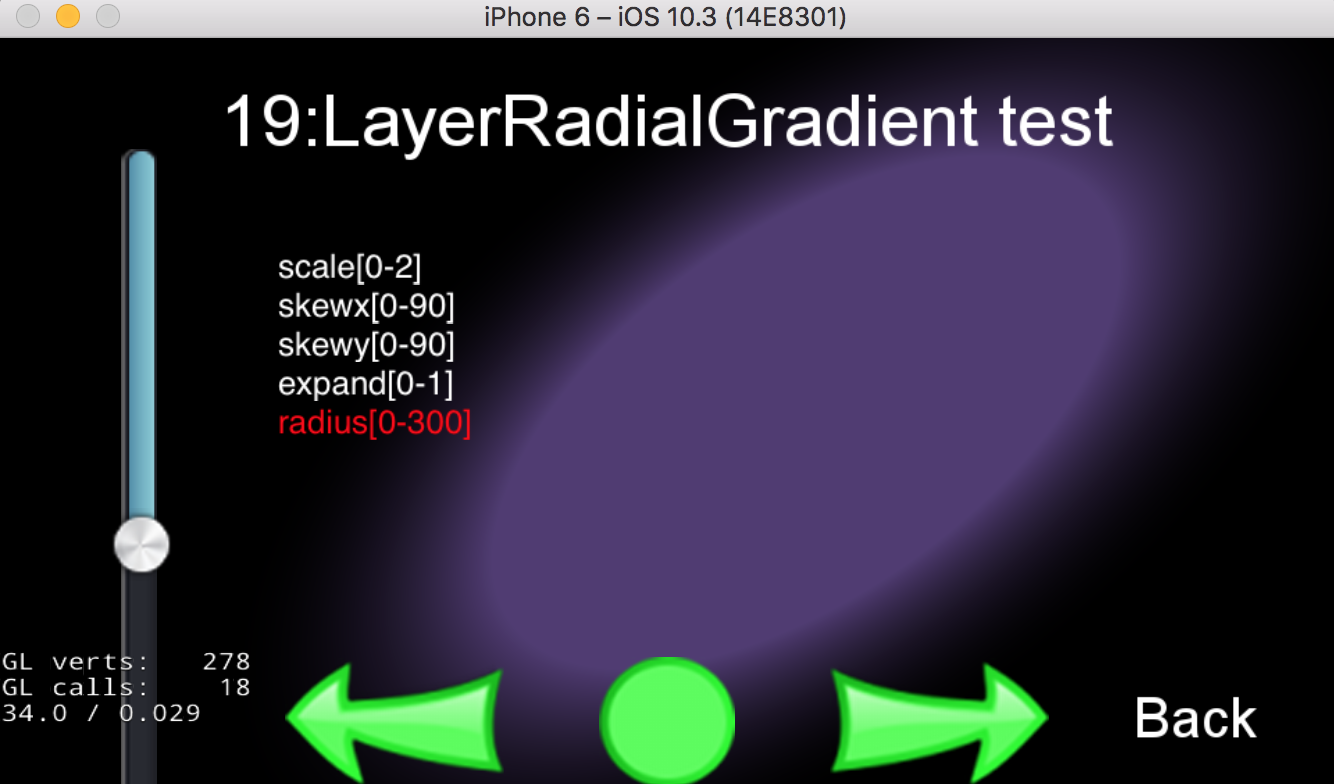 iPhone 6 – iOS 10.3 (14E8301)
19:LayerRadialGradient test
scale[0-2]
skewx[0-90]
skewy[0-90]
expand[0-1]
radius[0-300]
GL verts: 278
GL calls: 18
34.0 / 0.029
Back